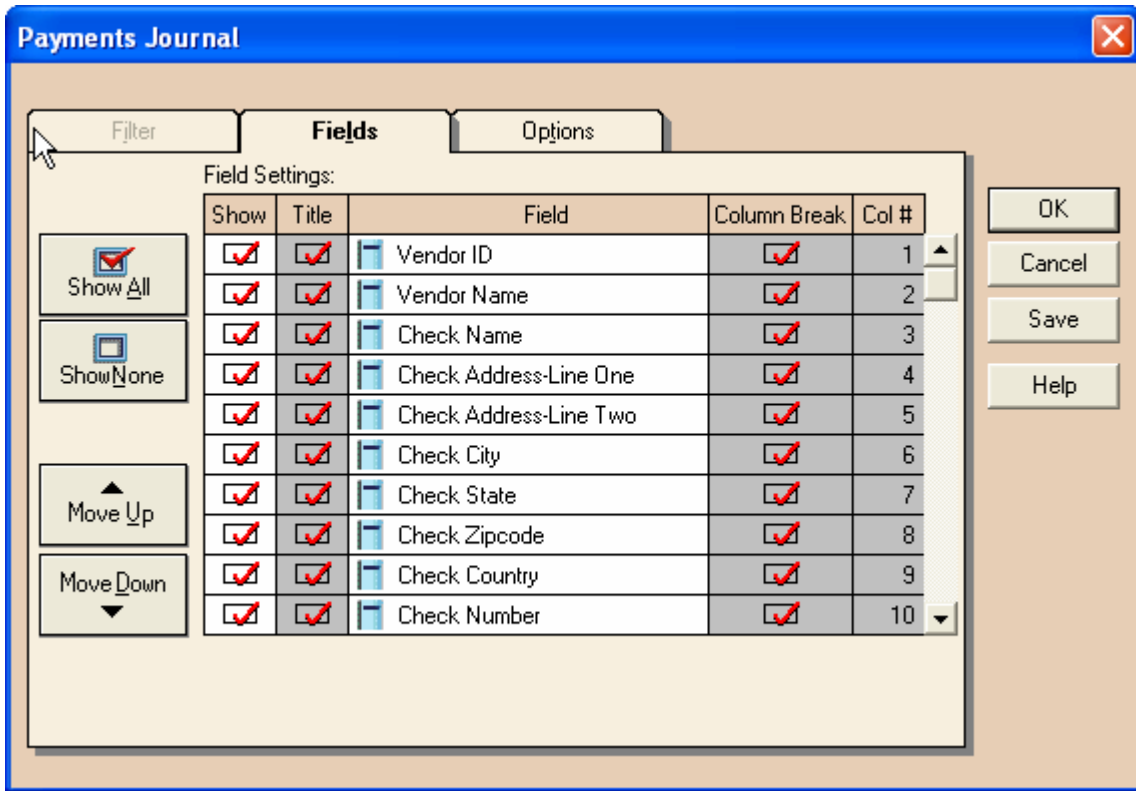 Payments Journal
Filter Fields Options
Field Settings:
Show Title Field Column Break Col #
Vendor ID 1
Vendor Name 2
Check Name 3
Check Address-Line One 4
Check Address-Line Two 5
Check City 6
Check State 7
Check Zipcode 8
Check Country 9
Check Number 10
Show All
Show None
Move Up
Move Down
OK
Cancel
Save
Help